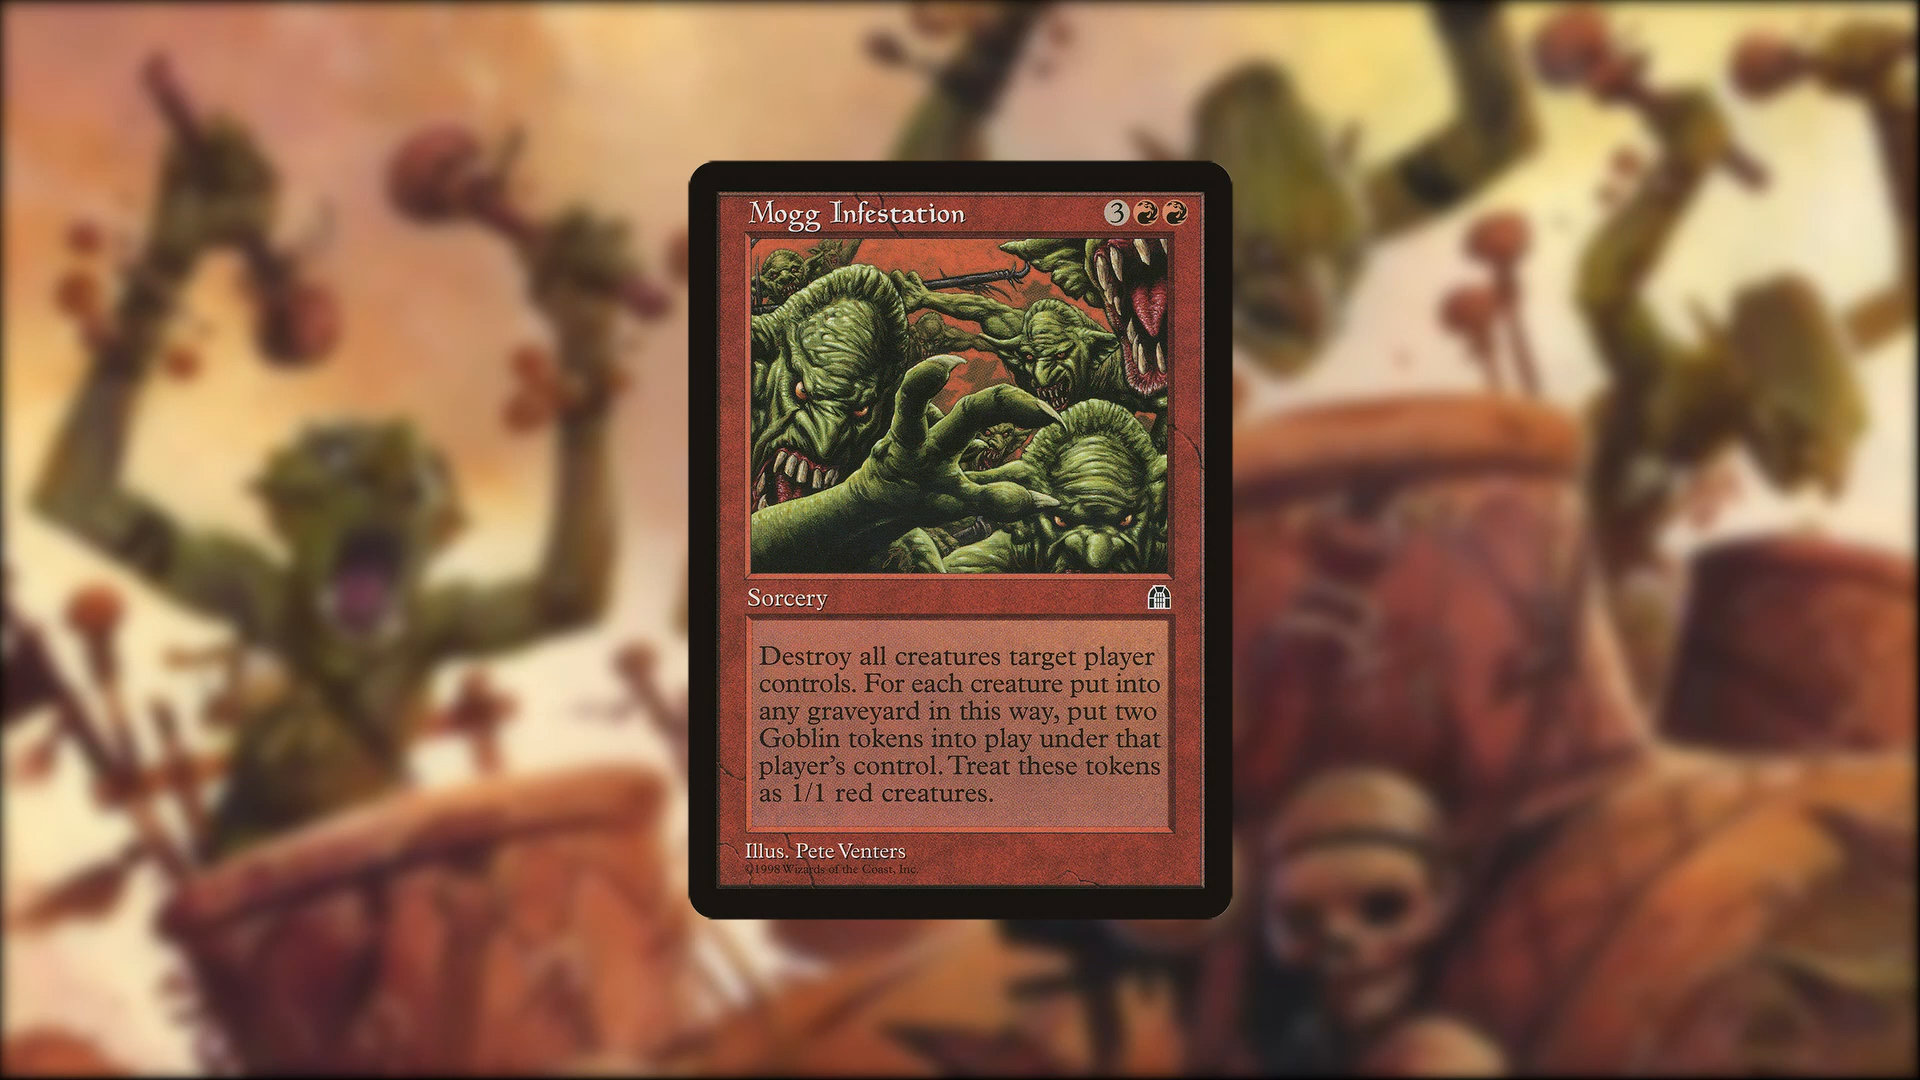 Mogg Infestation
3
Sorcery
Destroy all creatures target player
controls. For each creature put into
any graveyard in this way, put two
Goblin tokens into play under that
player's control. Treat these tokens
as 1/1 red creatures.
Illus. Pete Venters
©1998 Wizards of the Coast, Inc.